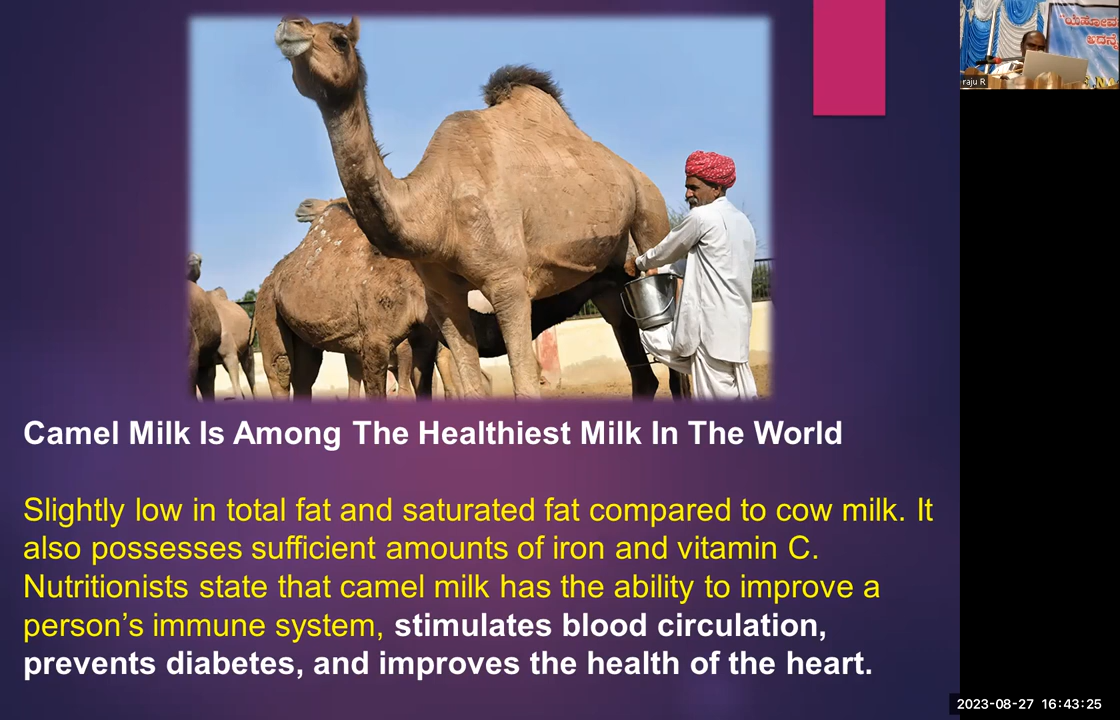 Camel Milk Is Among The Healthiest Milk In The World
Slightly low in total fat and saturated fat compared to cow milk. It
also possesses sufficient amounts of iron and vitamin C.
Nutritionists state that camel milk has the ability to improve a
person’s immune system, stimulates blood circulation,
prevents diabetes, and improves the health of the heart.
raju R
2023-08-27 16:43:25